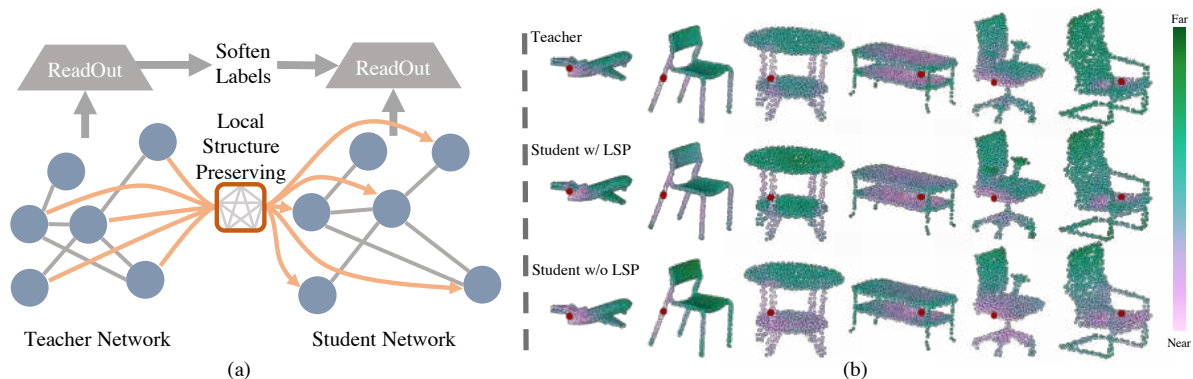 ReadOut
Soften
Labels
ReadOut
Local
Structure
Preserving
Teacher Network
Student Network
(a)
Teacher
Student w/ LSP
Student w/o LSP
Far
Near
(b)